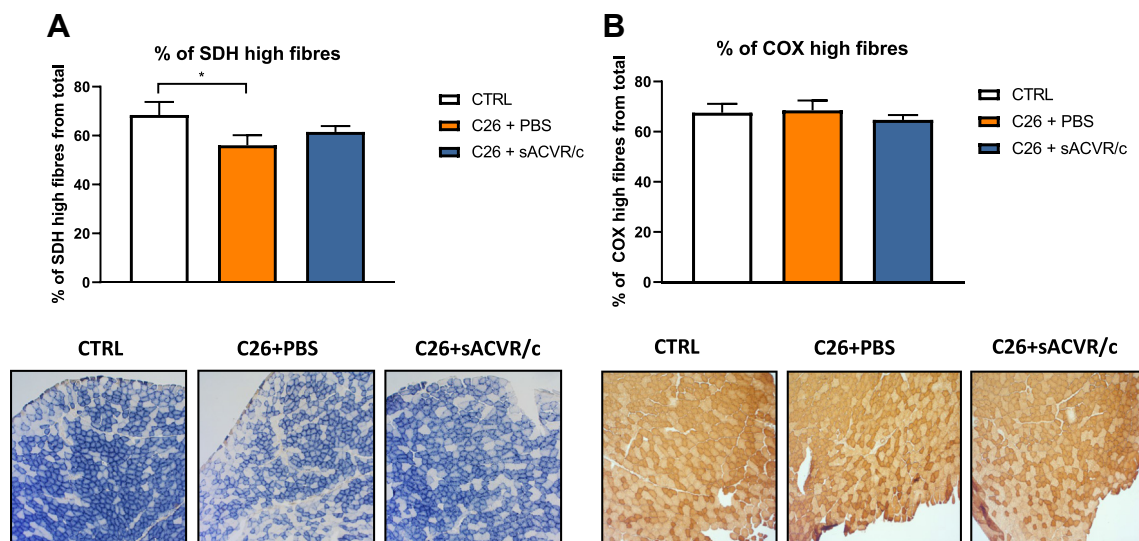 A
% of SDH high fibres
% of SDH high fibres from total
80
60
40
20
0
*
CTRL
C26 + PBS
C26 + sACVR/c
B
% of COX high fibres
% of  COX high fibres from total
80
60
40
20
0
CTRL
C26 + PBS
C26 + sACVR/c
CTRL
C26+PBS
C26+sACVR/c
CTRL
C26+PBS
C26+sACVR/c